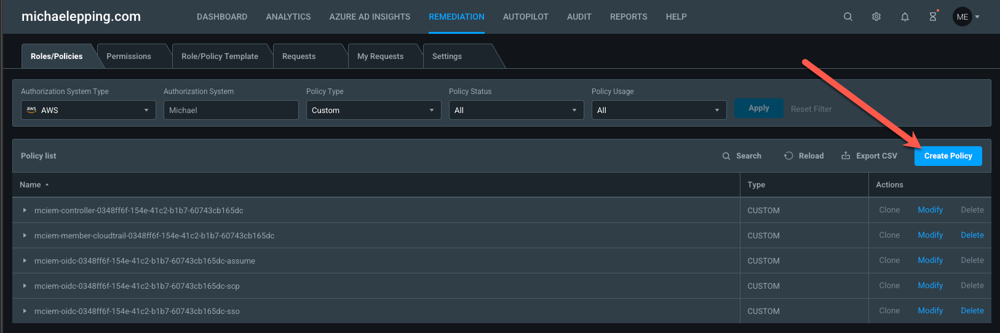 michaelepping.com DASHBOARD ANALYTICS AZURE AD INSIGHTS REMEDIATION AUTOPILOT AUDIT REPORTS HELP ME
Roles/Policies Permissions Role/Policy Template Requests My Requests Settings
Authorization System Type Authorization System Policy Type Policy Status Policy Usage
aws AWS Michael Custom All All Apply Reset Filter
Policy list Search Reload Export CSV Create Policy
Name Type Actions
mciem-controller-0348ff6f-154e-41c2-b1b7-60743cb165dc CUSTOM Clone Modify Delete
mciem-member-cloudtrail-0348ff6f-154e-41c2-b1b7-60743cb165dc CUSTOM Clone Modify Delete
mciem-oidc-0348ff6f-154e-41c2-b1b7-60743cb165dc-assume CUSTOM Clone Modify Delete
mciem-oidc-0348ff6f-154e-41c2-b1b7-60743cb165dc-scp CUSTOM Clone Modify Delete
mciem-oidc-0348ff6f-154e-41c2-b1b7-60743cb165dc-sso CUSTOM Clone Modify Delete